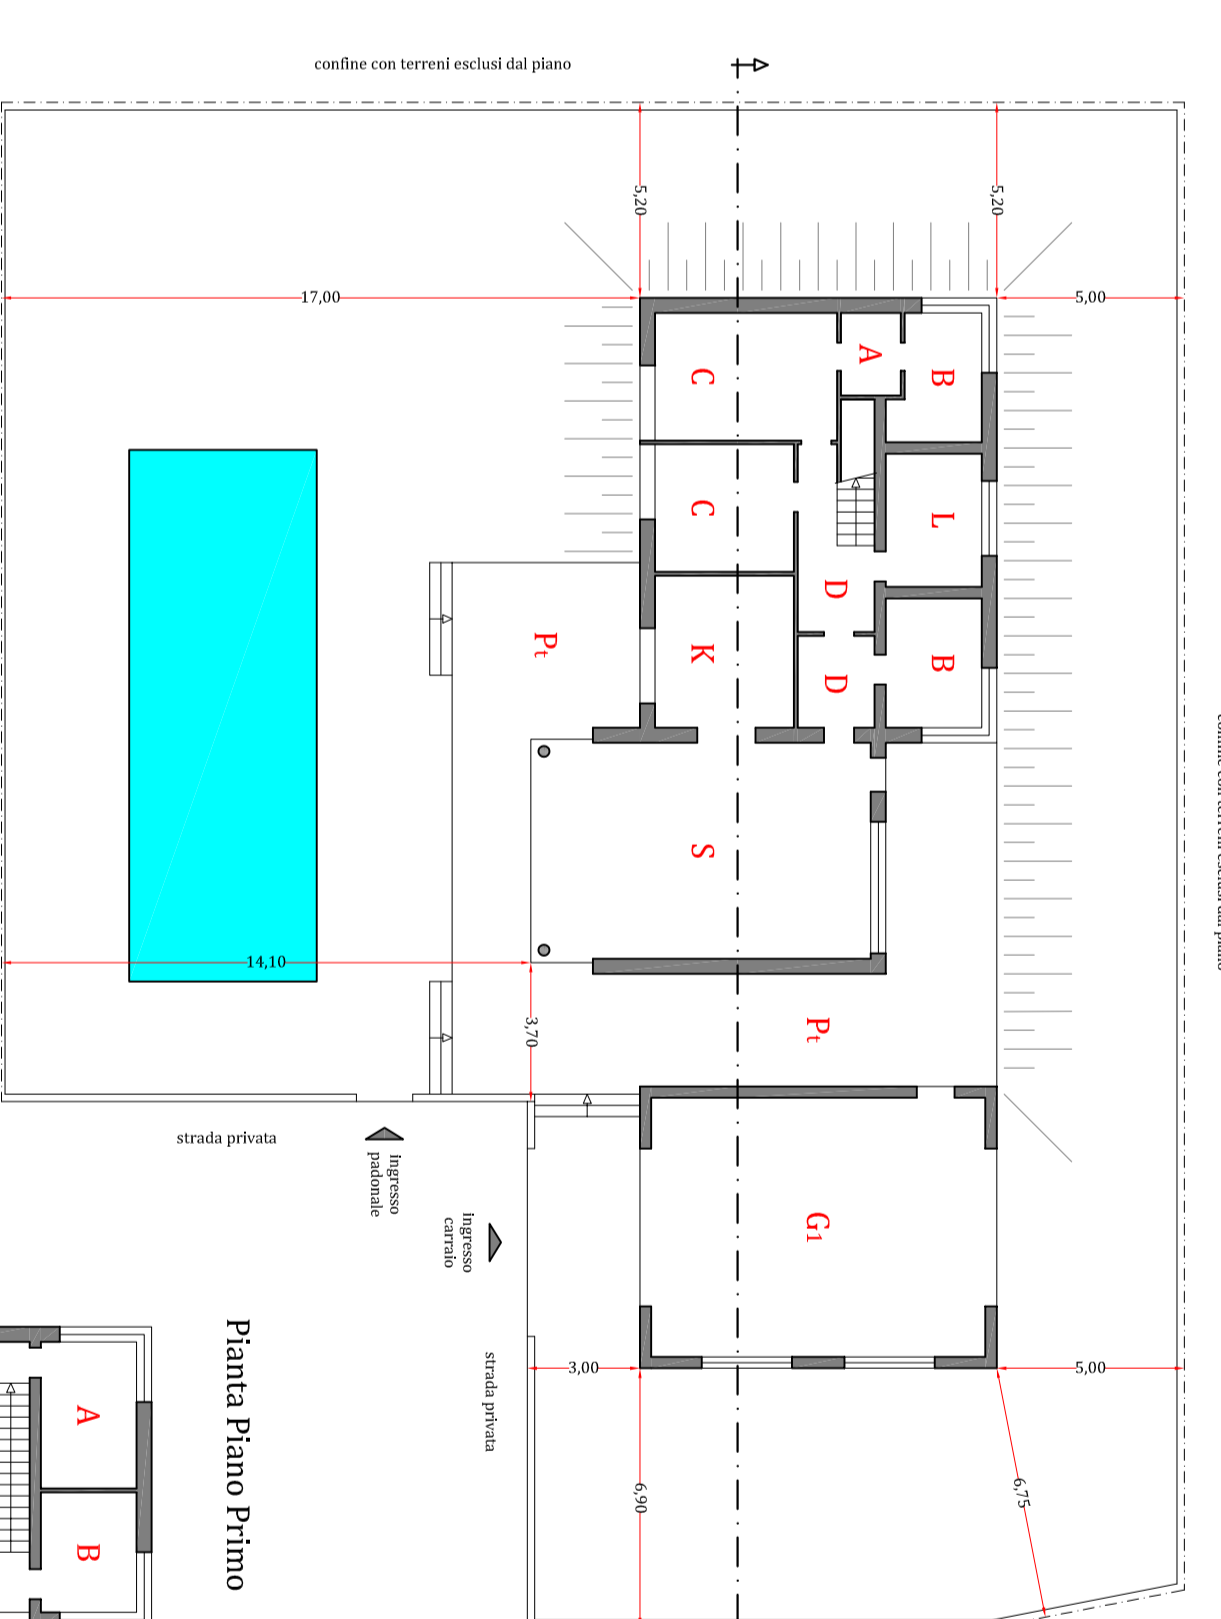 confine con terreni esclusi dal piano
5,20
5,20
17,00
5,00
A
B
C
C
L
D
B
Pt
K
D
S
14,10
3,70
Pt
strada privata
ingresso
padonale
ingresso
carraio
G1
3,00
5,00
strada privata
6,90
6,75
Pianta Piano Primo
A
B